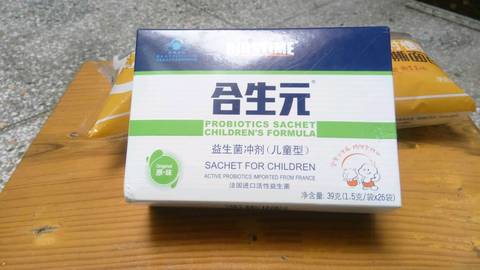 BIOSTIME
合生元®
PROBIOTICS SACHET
CHILDREN'S FORMULA
益生菌冲剂(儿童型)
SACHET FOR CHILDREN
ACTIVE PROBIOTICS IMPORTED FROM FRANCE
法国进口活性益生菌
Original
原·味
净含量: 39克(1.5克/袋x26袋)